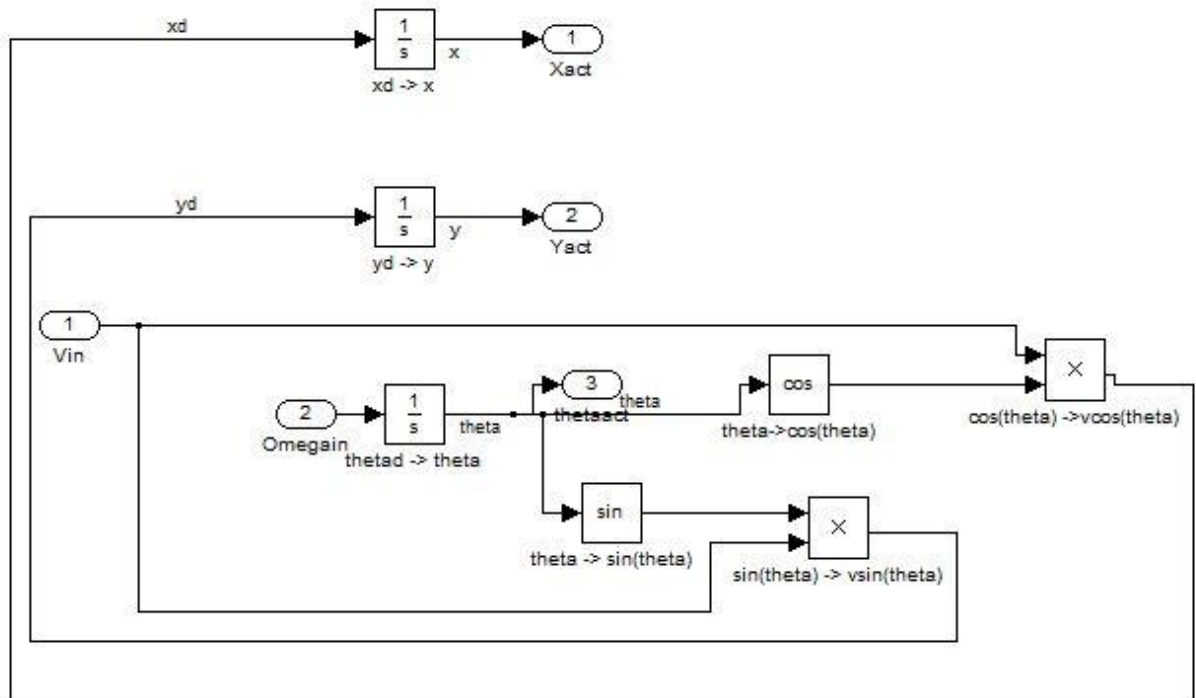 xd
1
s
x
1
Xact
xd -> x
yd
1
s
y
2
Yact
yd -> y
1
Vin
3
theta
thetaact
cos
×
theta->cos(theta)
cos(theta) ->vcos(theta)
2
Omegain
1
s
theta
thetad -> theta
sin
theta -> sin(theta)
×
sin(theta) -> vsin(theta)